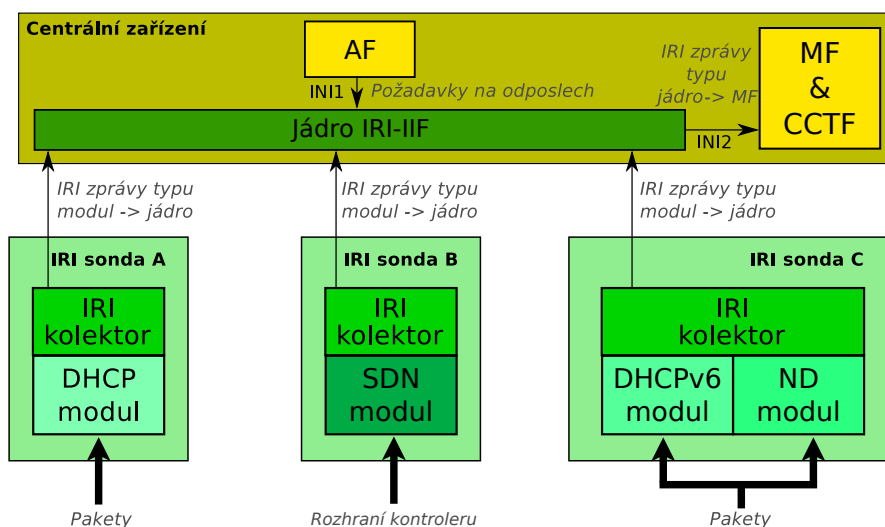 Centrální zařízení
AF
INI1
Požadavky na odposlech
IRI zprávy
typu
jádro-> MF
MF
&
CCTF
Jádro IRI-IIF
INI2
IRI zprávy typu
modul -> jádro
IRI zprávy typu
modul -> jádro
IRI zprávy typu
modul -> jádro
IRI sonda A
IRI
kolektor
DHCP
modul
Pakety
IRI sonda B
IRI
kolektor
SDN
modul
Rozhraní kontroleru
IRI sonda C
IRI
kolektor
DHCPv6
modul
ND
modul
Pakety